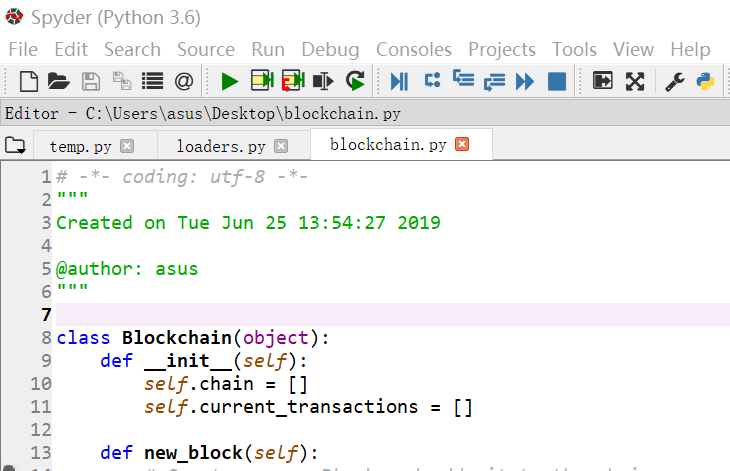 Spyder (Python 3.6)
File Edit Search Source Run Debug Consoles Projects Tools View Help
Editor - C:\Users\asus\Desktop\blockchain.py
temp.py loaders.py blockchain.py
1 # -*- coding: utf-8 -*-
2 """
3 Created on Tue Jun 25 13:54:27 2019
4
5 @author: asus
6 """
7
8 class Blockchain(object):
9     def __init__(self):
10         self.chain = []
11         self.current_transactions = []
12
13     def new_block(self):